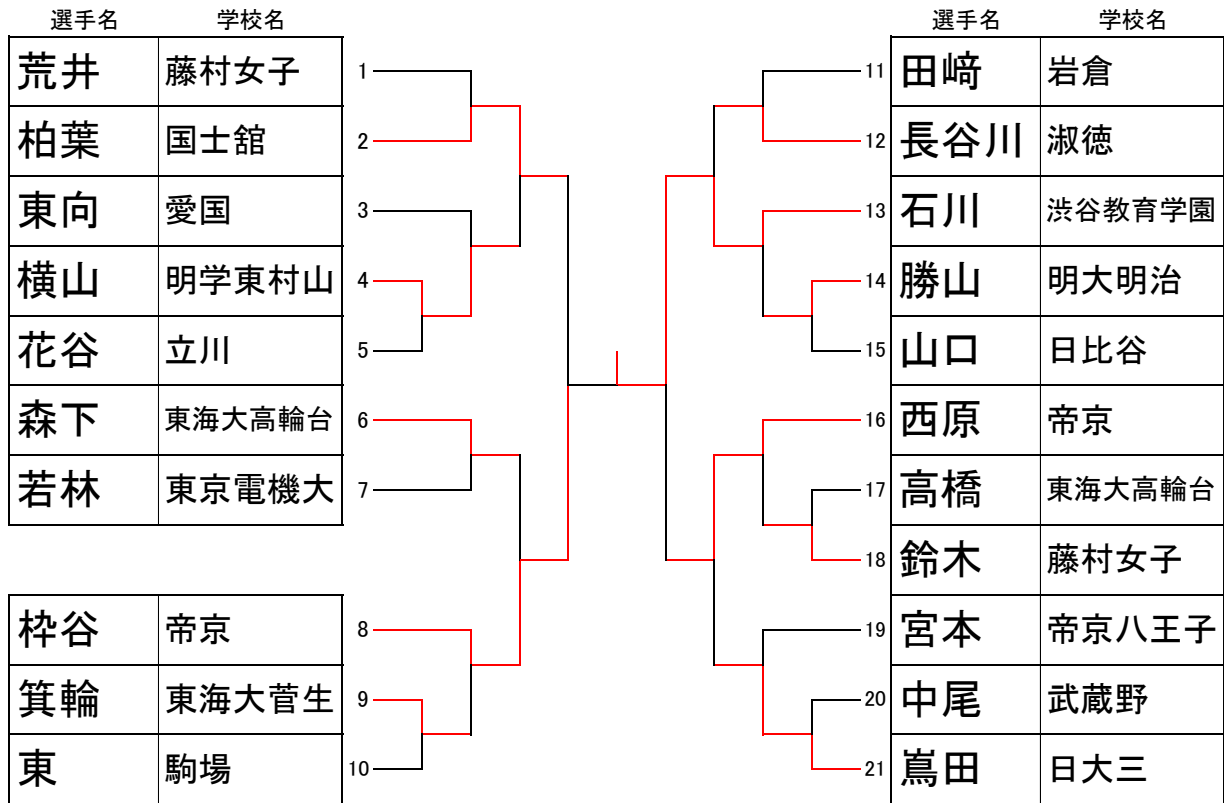 選手名 学校名
荒井 藤村女子 1
柏葉 国士舘 2
東向 愛国 3
横山 明学東村山 4
花谷 立川 5
森下 東海大高輪台 6
若林 東京電機大 7
枠谷 帝京 8
箕輪 東海大菅生 9
東 駒場 10
選手名 学校名
11 田﨑 岩倉
12 長谷川 淑徳
13 石川 渋谷教育学園
14 勝山 明大明治
15 山口 日比谷
16 西原 帝京
17 高橋 東海大高輪台
18 鈴木 藤村女子
19 宮本 帝京八王子
20 中尾 武蔵野
21 嶌田 日大三